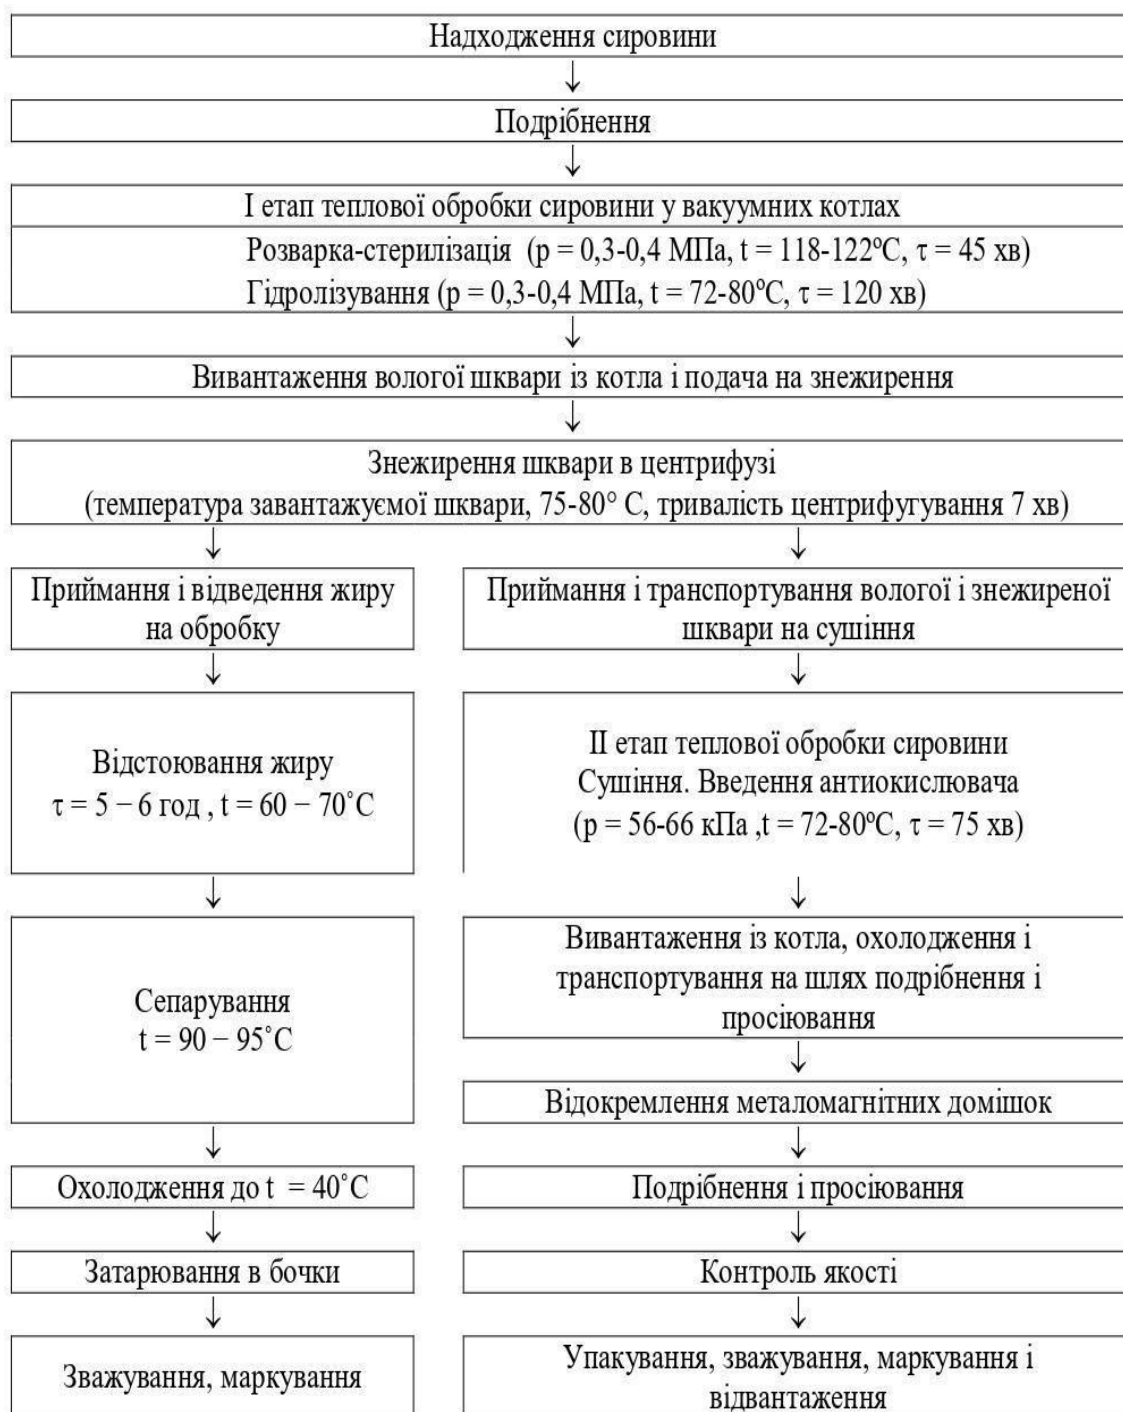 Надходження сировини
Подрібнення
І етап теплової обробки сировини у вакуумних котлах
Розварка-стерилізація (р = 0,3-0,4 МПа, t = 118-122ºС, τ = 45 хв)
Гідролізування (р = 0,3-0,4 МПа, t = 72-80ºС, τ = 120 хв)
Вивантаження вологої шквари із котла і подача на знежирення
Знежирення шквари в центрифузі
(температура завантажуємої шквари, 75-80° С, тривалість центрифугування 7 хв)
Приймання і відведення жиру
на обробку
Приймання і транспортування вологої і знежиреної
шквари на сушіння
Відстоювання жиру
τ = 5 − 6 год , t = 60 − 70˚С
ІІ етап теплової обробки сировини
Сушіння. Введення антиокислювача
(р = 56-66 кПа ,t = 72-80ºС, τ = 75 хв)
Сепарування
t = 90 − 95˚С
Вивантаження із котла, охолодження і
транспортування на шлях подрібнення і
просіювання
Відокремлення металомагнітних домішок
Охолодження до t = 40˚С
Подрібнення і просіювання
Затарювання в бочки
Контроль якості
Зважування, маркування
Упакування, зважування, маркування і
відвантаження